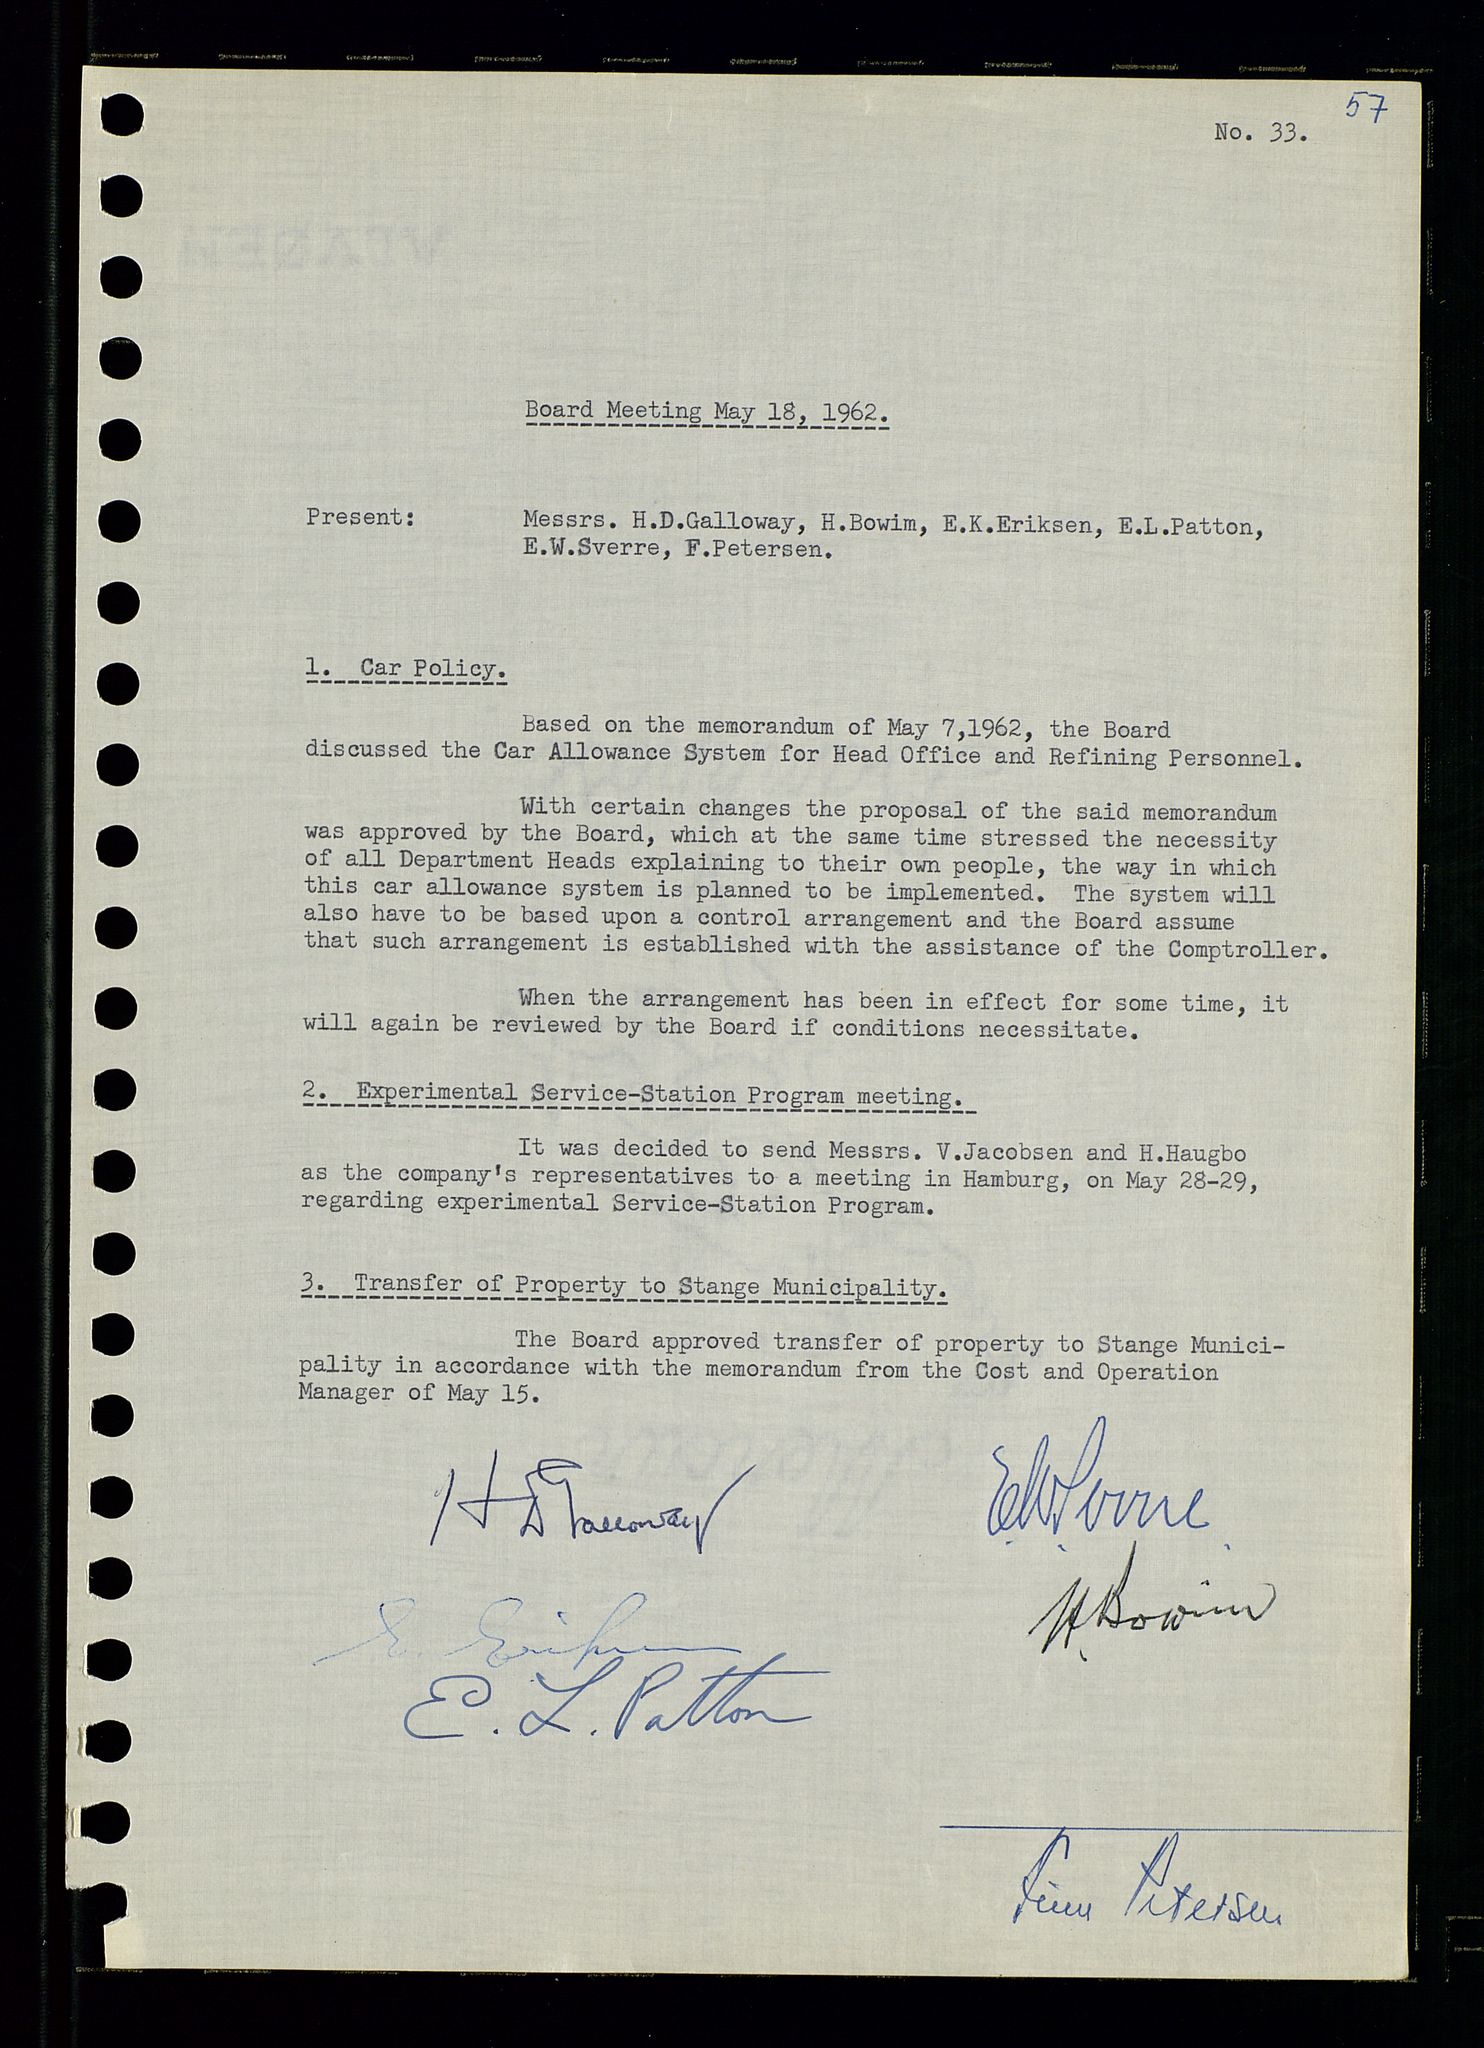 57
No. 33.
Board Meeting May 18, 1962.
Present: Messrs. H.D.Galloway, H.Bowim, E.K.Eriksen, E.L.Patton,
E.W.Sverre, F.Petersen.
1. Car Policy.
Based on the memorandum of May 7,1962, the Board
discussed the Car Allowance System for Head Office and Refining Personnel.
With certain changes the proposal of the said memorandum
was approved by the Board, which at the same time stressed the necessity
of all Department Heads explaining to their own people, the way in which
this car allowance system is planned to be implemented. The system will
also have to be based upon a control arrangement and the Board assume
that such arrangement is established with the assistance of the Comptroller.
When the arrangement has been in effect for some time, it
will again be reviewed by the Board if conditions necessitate.
2. Experimental Service-Station Program meeting.
It was decided to send Messrs. V.Jacobsen and H.Haugbo
as the company's representatives to a meeting in Hamburg, on May 28-29,
regarding experimental Service-Station Program.
3. Transfer of Property to Stange Municipality.
The Board approved transfer of property to Stange Munici-
pality in accordance with the memorandum from the Cost and Operation
Manager of May 15.
H D Galloway
E.W.Sverre
H.Bowim
E. Eriksen
E. L. Patton
Finn Petersen